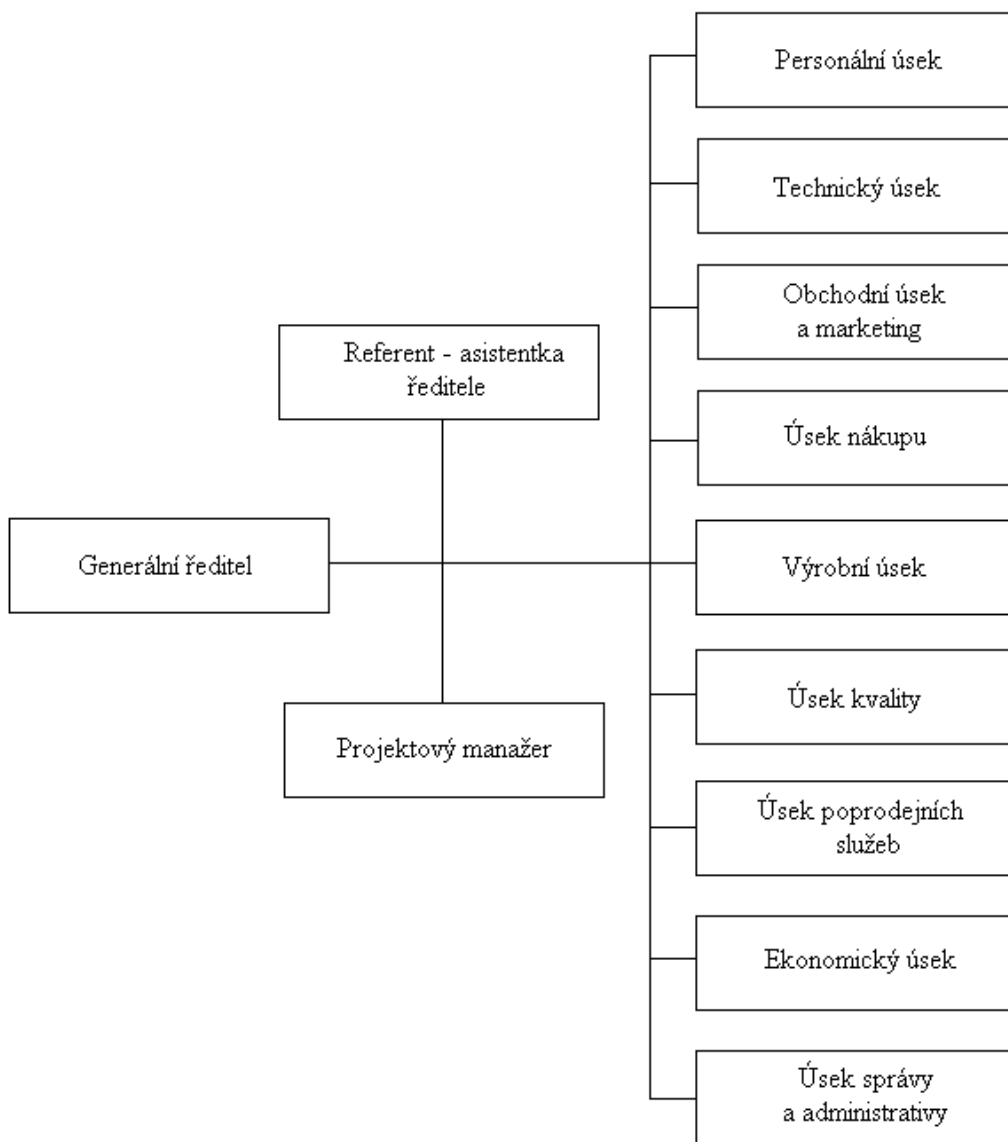 Personální úsek
Technický úsek
Obchodní úsek
a marketing
Referent - asistentka
ředitele
Úsek nákupu
Generální ředitel
Výrobní úsek
Úsek kvality
Projektový manažer
Úsek poprodejních
služeb
Ekonomický úsek
Úsek správy
a administrativy